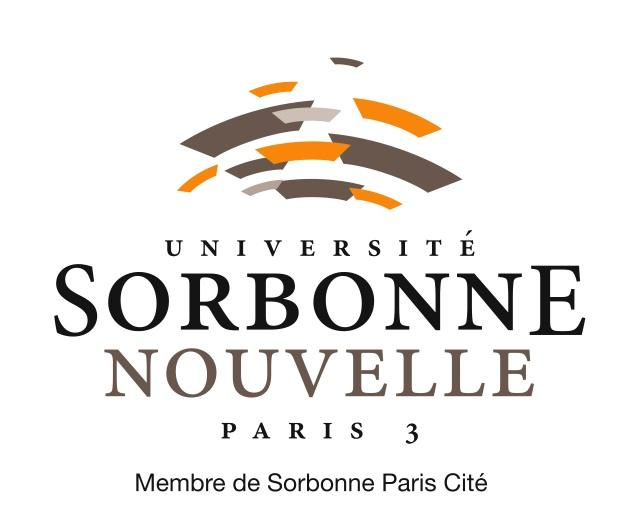 UNIVERSITÉ
SORBONNE
NOUVELLE
PARIS 3
Membre de Sorbonne Paris Cité